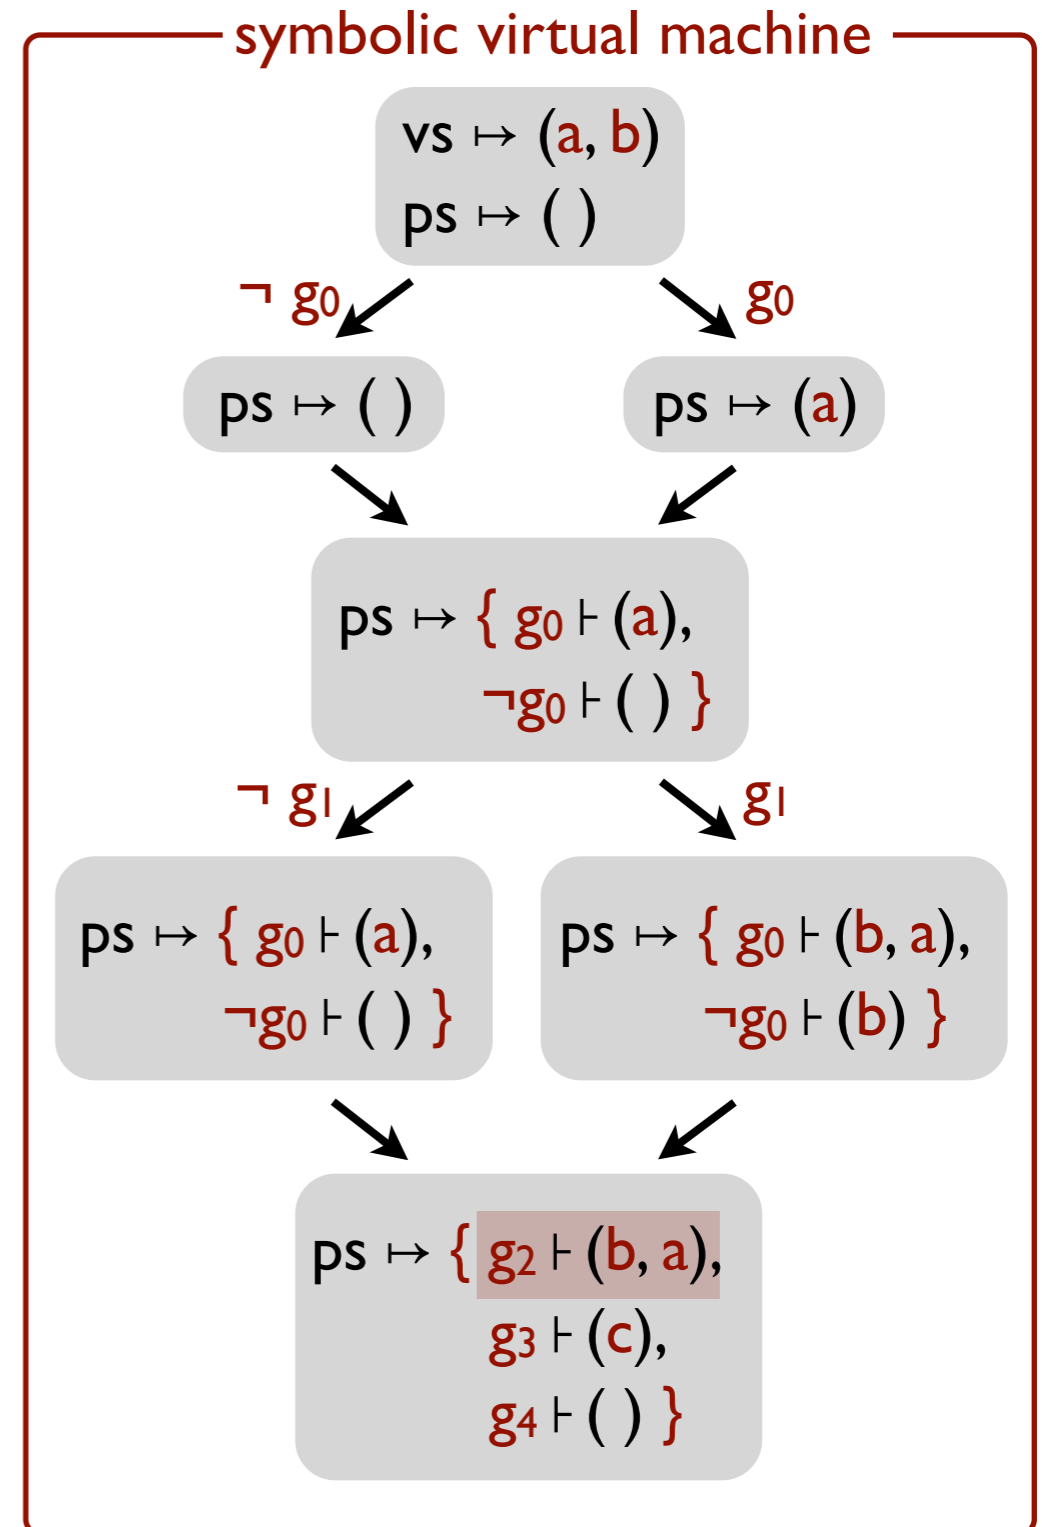 symbolic virtual machine
vs ↦ (a, b)
ps ↦ ( )
¬ g₀
g₀
ps ↦ ( )
ps ↦ (a)
ps ↦ { g₀ ⊦ (a),
¬g₀ ⊦ ( ) }
¬ g₁
g₁
ps ↦ { g₀ ⊦ (a),
¬g₀ ⊦ ( ) }
ps ↦ { g₀ ⊦ (b, a),
¬g₀ ⊦ (b) }
ps ↦ { g₂ ⊦ (b, a),
g₃ ⊦ (c),
g₄ ⊦ ( ) }